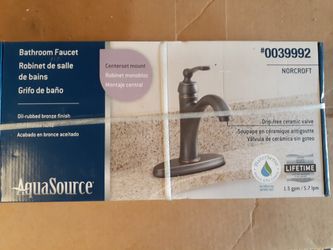 Bathroom Faucet
Robinet de salle
de bains
Grifo de baño
Oil-rubbed bronze finish
Acabado en bronce aceitado
AquaSource
Centerset mount
Robinet monobloc
Montaje central
#0039992
NORCROFT
Drip-free ceramic valve
Soupape en céramique antigoutte
Válvula de cerámica sin goteo
LIFETIME
1.5 gpm / 5.7 lpm